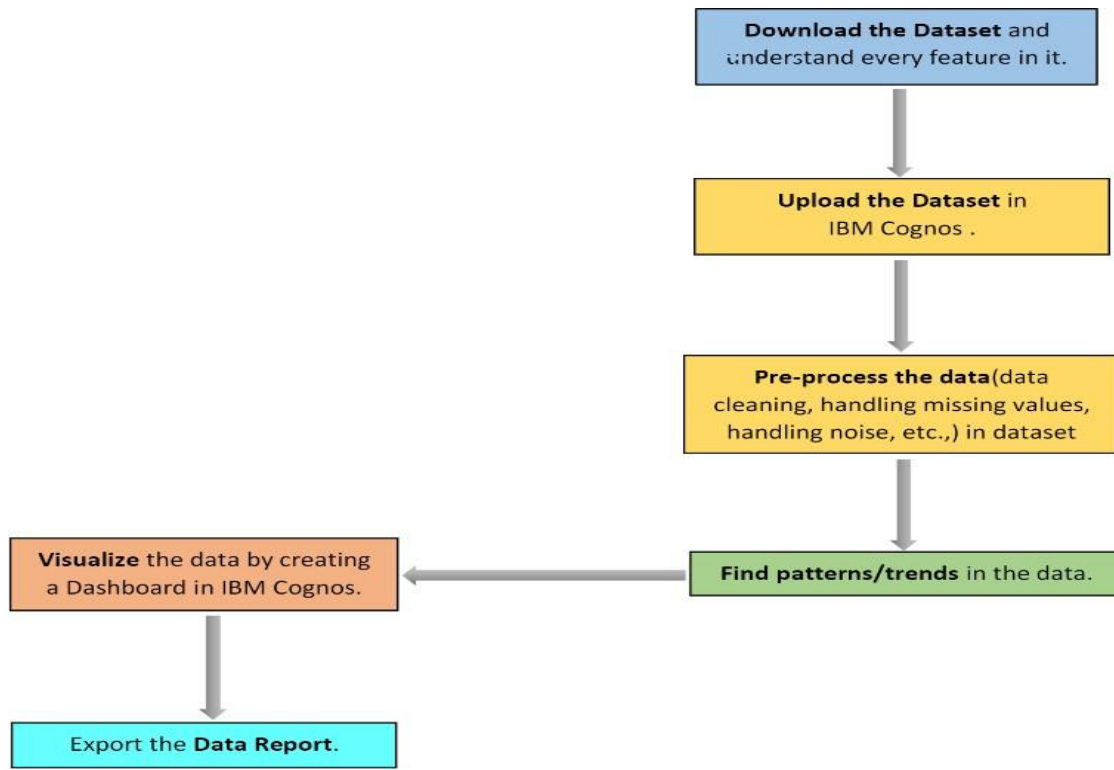 Download the Dataset and
understand every feature in it.
Upload the Dataset in
IBM Cognos .
Pre-process the data(data
cleaning, handling missing values,
handling noise, etc.,) in dataset
Find patterns/trends in the data.
Visualize the data by creating
a Dashboard in IBM Cognos.
Export the Data Report.